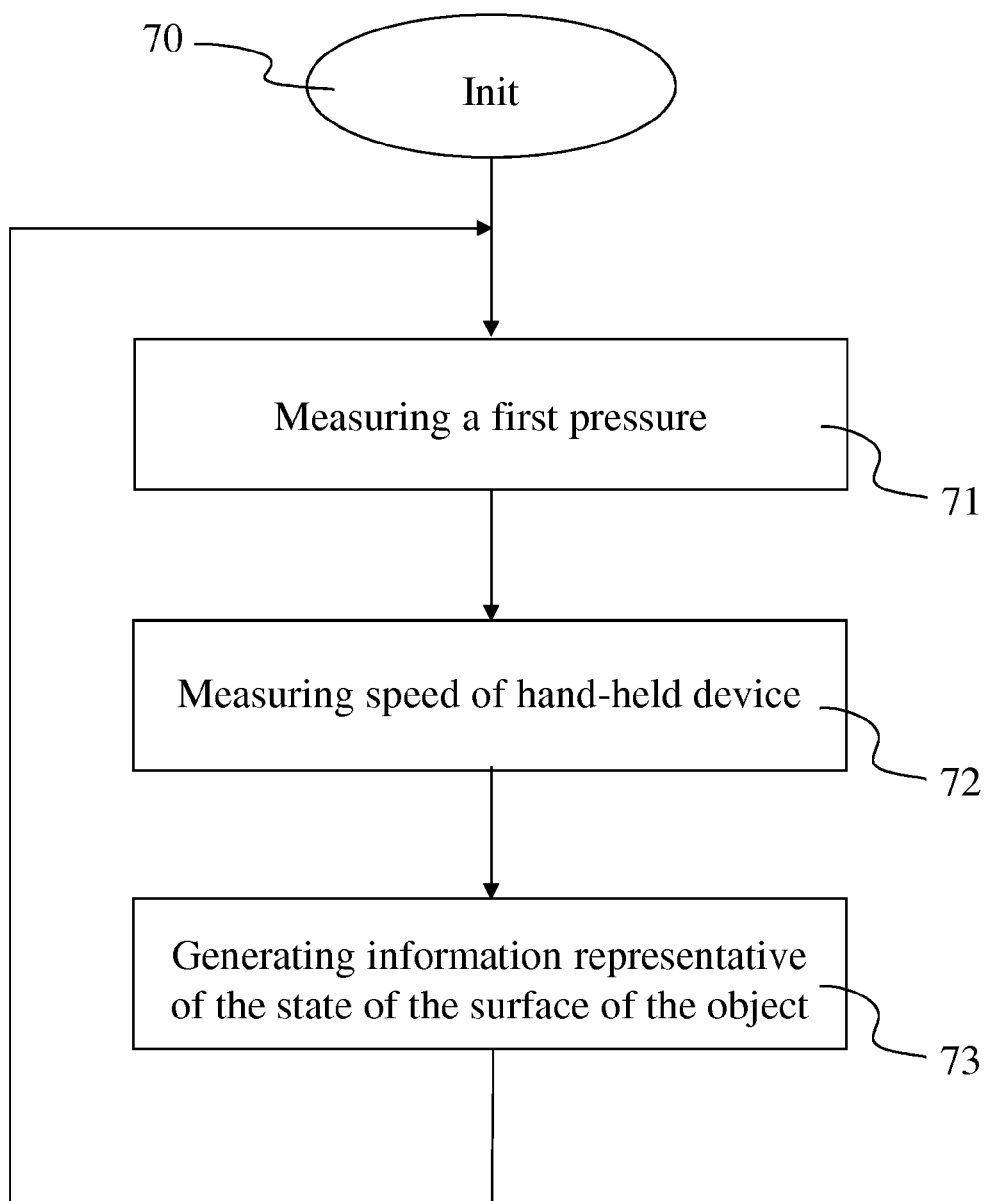 70
Init
Measuring a first pressure
71
Measuring speed of hand-held device
72
Generating information representative
of the state of the surface of the object
73